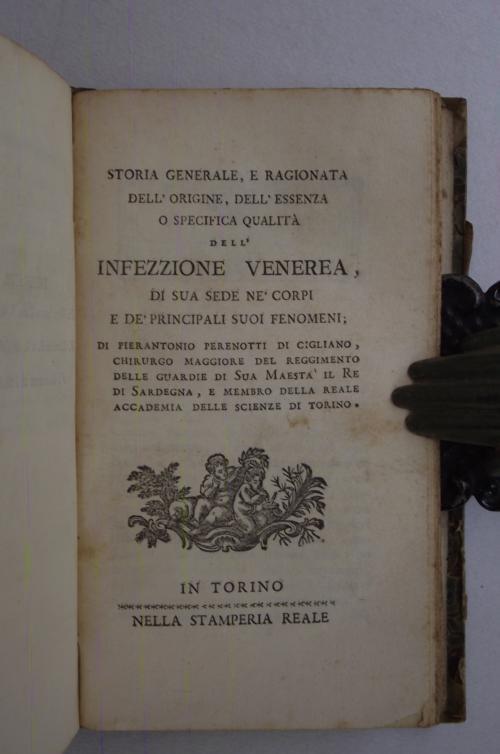 STORIA GENERALE, E RAGIONATA
DELL' ORIGINE, DELL' ESSENZA
O SPECIFICA QUALITÀ
DELL'
INFEZZIONE VENEREA,
DI SUA SEDE NE' CORPI
E DE' PRINCIPALI SUOI FENOMENI;
DI PIERANTONIO PERENOTTI DI CIGLIANO,
CHIRURGO MAGGIORE DEL REGGIMENTO
DELLE GUARDIE DI SUA MAESTA' IL RE
DI SARDEGNA, E MEMBRO DELLA REALE
ACCADEMIA DELLE SCIENZE DI TORINO.
IN TORINO
NELLA STAMPERIA REALE